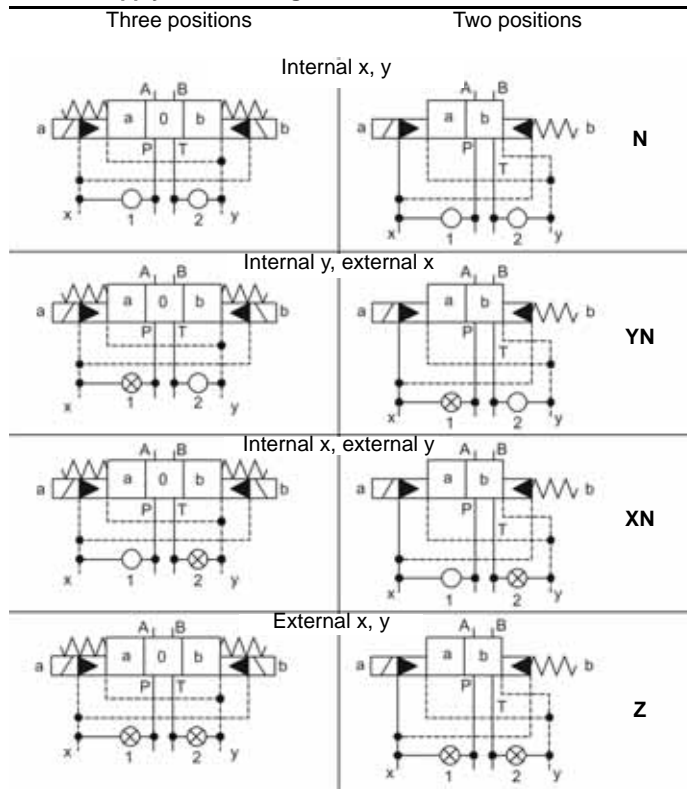 Three positions Two positions
Internal x, y
A B A B
a a 0 b b a a b b N
P T P T
x 1 2 y x 1 2 y
Internal y, external x
A B A B
a a 0 b b a a b b YN
P T P T
x 1 2 y x 1 2 y
Internal x, external y
A B A B
a a 0 b b a a b b XN
P T P T
x 1 2 y x 1 2 y
External x, y
A B A B
a a 0 b b a a b b Z
P T P T
x 1 2 y x 1 2 y